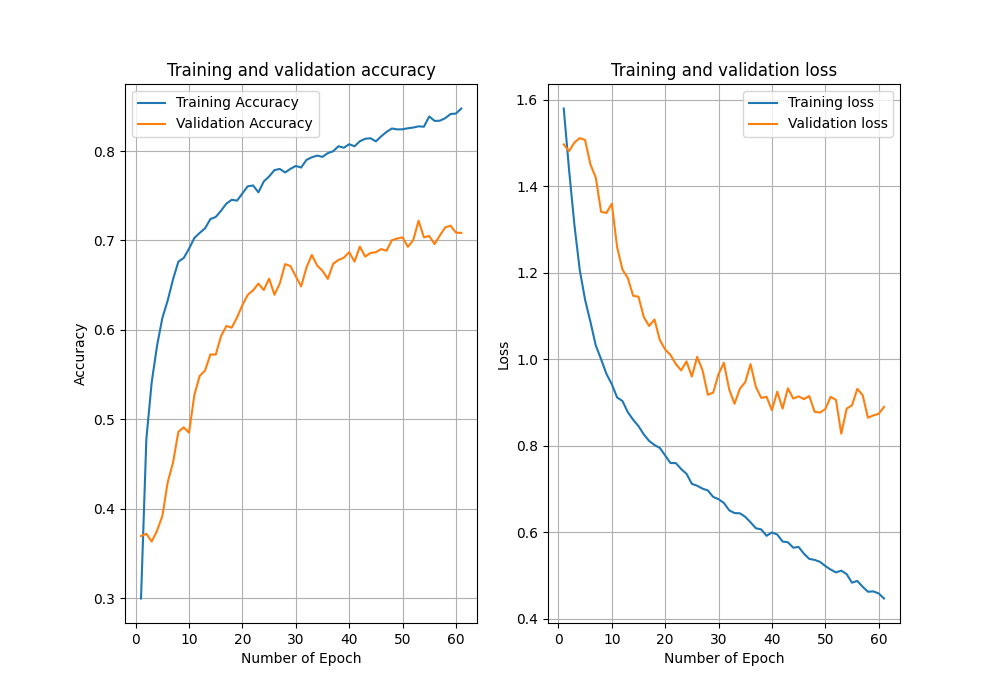 Training and validation accuracy
Training Accuracy
Validation Accuracy
0.8
0.7
0.6
0.5
0.4
0.3
Accuracy
0 10 20 30 40 50 60
Number of Epoch
Training and validation loss
Training loss
Validation loss
1.6
1.4
1.2
1.0
0.8
0.6
0.4
Loss
0 10 20 30 40 50 60
Number of Epoch